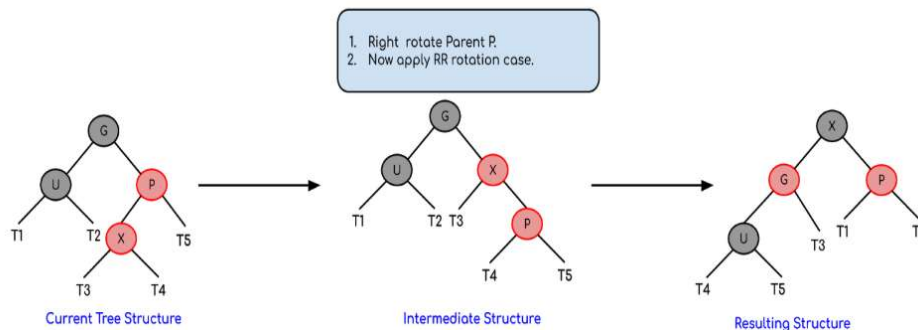 1. Right rotate Parent P.
2. Now apply RR rotation case.
G
U
P
X
T1
T2
T5
T3
T4
Current Tree Structure
G
U
X
T1
T2
T3
P
T4
T5
Intermediate Structure
X
G
P
U
T3
T1
T4
T5
Resulting Structure